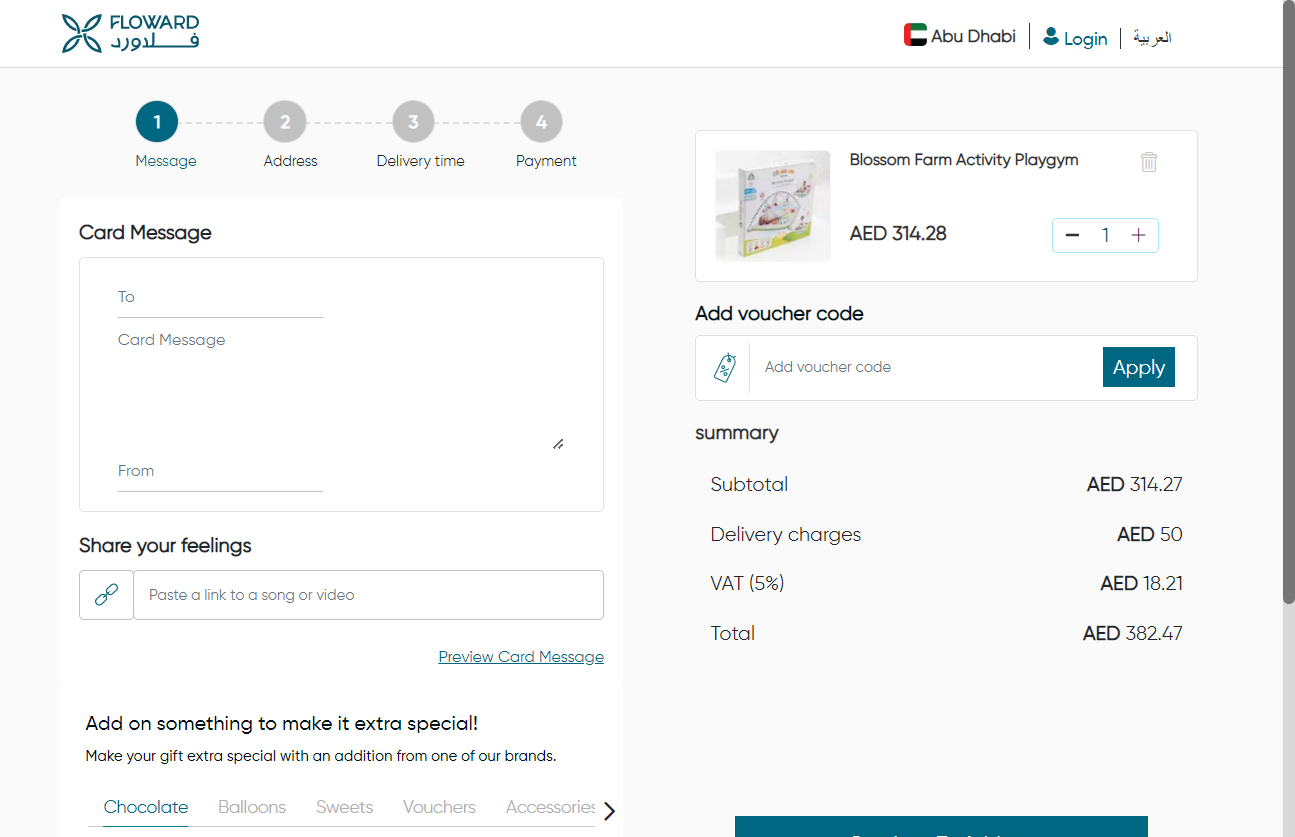 FLOWARD
فلاورد
Abu Dhabi
Login
العربية
1
2
3
4
Message
Address
Delivery time
Payment
Card Message
To
Card Message
From
Share your feelings
Paste a link to a song or video
Preview Card Message
Add on something to make it extra special!
Make your gift extra special with an addition from one of our brands.
Chocolate Balloons Sweets Vouchers Accessories
Blossom Farm Activity Playgym
AED 314.28
1
Add voucher code
Add voucher code
Apply
summary
Subtotal AED 314.27
Delivery charges AED 50
VAT (5%) AED 18.21
Total AED 382.47